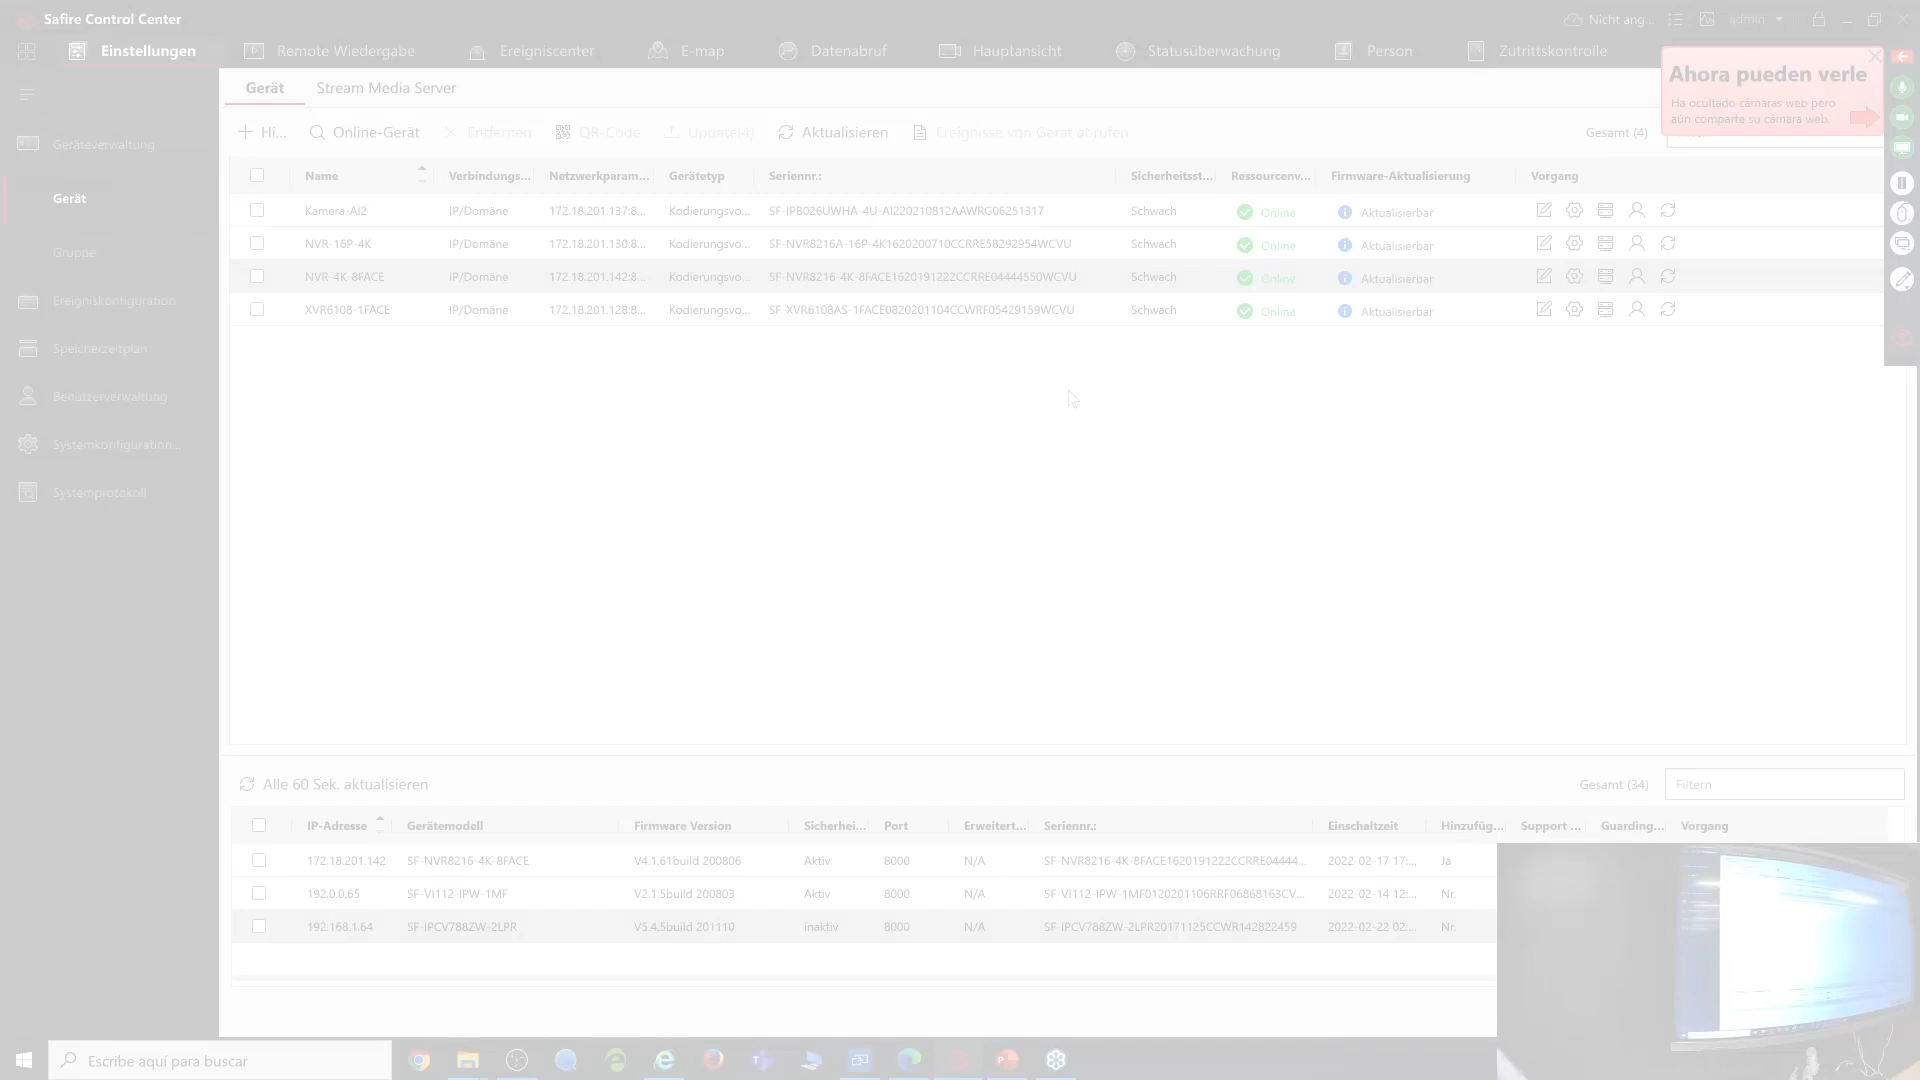 Safire Control Center
Nicht ang...
admin
Einstellungen
Remote Wiedergabe
Ereigniscenter
E-map
Datenabruf
Hauptansicht
Statusüberwachung
Person
Zutrittskontrolle
Ahora pueden verle
Ha ocultado cámaras web pero
aún comparte su cámara web.
Gerät
Stream Media Server
Hi...
Online-Gerät
Entfernen
QR-Code
Update(4)
Aktualisieren
Ereignisse von Gerät abrufen
Gesamt (4)
Geräteverwaltung
Gerät
Gruppe
Ereigniskonfiguration
Speicherzeitplan
Benutzerverwaltung
Systemkonfiguration...
Systemprotokoll
Name Verbindungs... Netzwerkparam... Gerätetyp Seriennr.: Sicherheitsst... Ressourcenv... Firmware-Aktualisierung Vorgang
Kamera-AI2 IP/Domäne 172.18.201.137:8... Kodierungsvo... SF-IPB026UWHA-4U-AI220210812AAWRG06251317 Schwach Online Aktualisierbar
NVR-16P-4K IP/Domäne 172.18.201.130:8... Kodierungsvo... SF-NVR8216A-16P-4K1620200710CCRRE58292954WCVU Schwach Online Aktualisierbar
NVR-4K-8FACE IP/Domäne 172.18.201.142:8... Kodierungsvo... SF-NVR8216-4K-8FACE1620191222CCRRE04444550WCVU Schwach Online Aktualisierbar
XVR6108-1FACE IP/Domäne 172.18.201.128:8... Kodierungsvo... SF-XVR6108AS-1FACE0820201104CCWRF05429159WCVU Schwach Online Aktualisierbar
Alle 60 Sek. aktualisieren
Gesamt (34)
Filtern
IP-Adresse Gerätemodell Firmware Version Sicherhei... Port Erweitert... Seriennr.: Einschaltzeit Hinzufüg... Support ... Guarding... Vorgang
172.18.201.142 SF-NVR8216-4K-8FACE V4.1.61build 200806 Aktiv 8000 N/A SF-NVR8216-4K-8FACE1620191222CCRRE04444... 2022-02-17 17:... Ja
192.0.0.65 SF-VI112-IPW-1MF V2.1.5build 200803 Aktiv 8000 N/A SF-VI112-IPW-1MF0120201106RRF06868163CV... 2022-02-14 12:... Nr.
192.168.1.64 SF-IPCV788ZW-2LPR V5.4.5build 201110 inaktiv 8000 N/A SF-IPCV788ZW-2LPR20171125CCWR142822459 2022-02-22 02:... Nr.
Escribe aquí para buscar